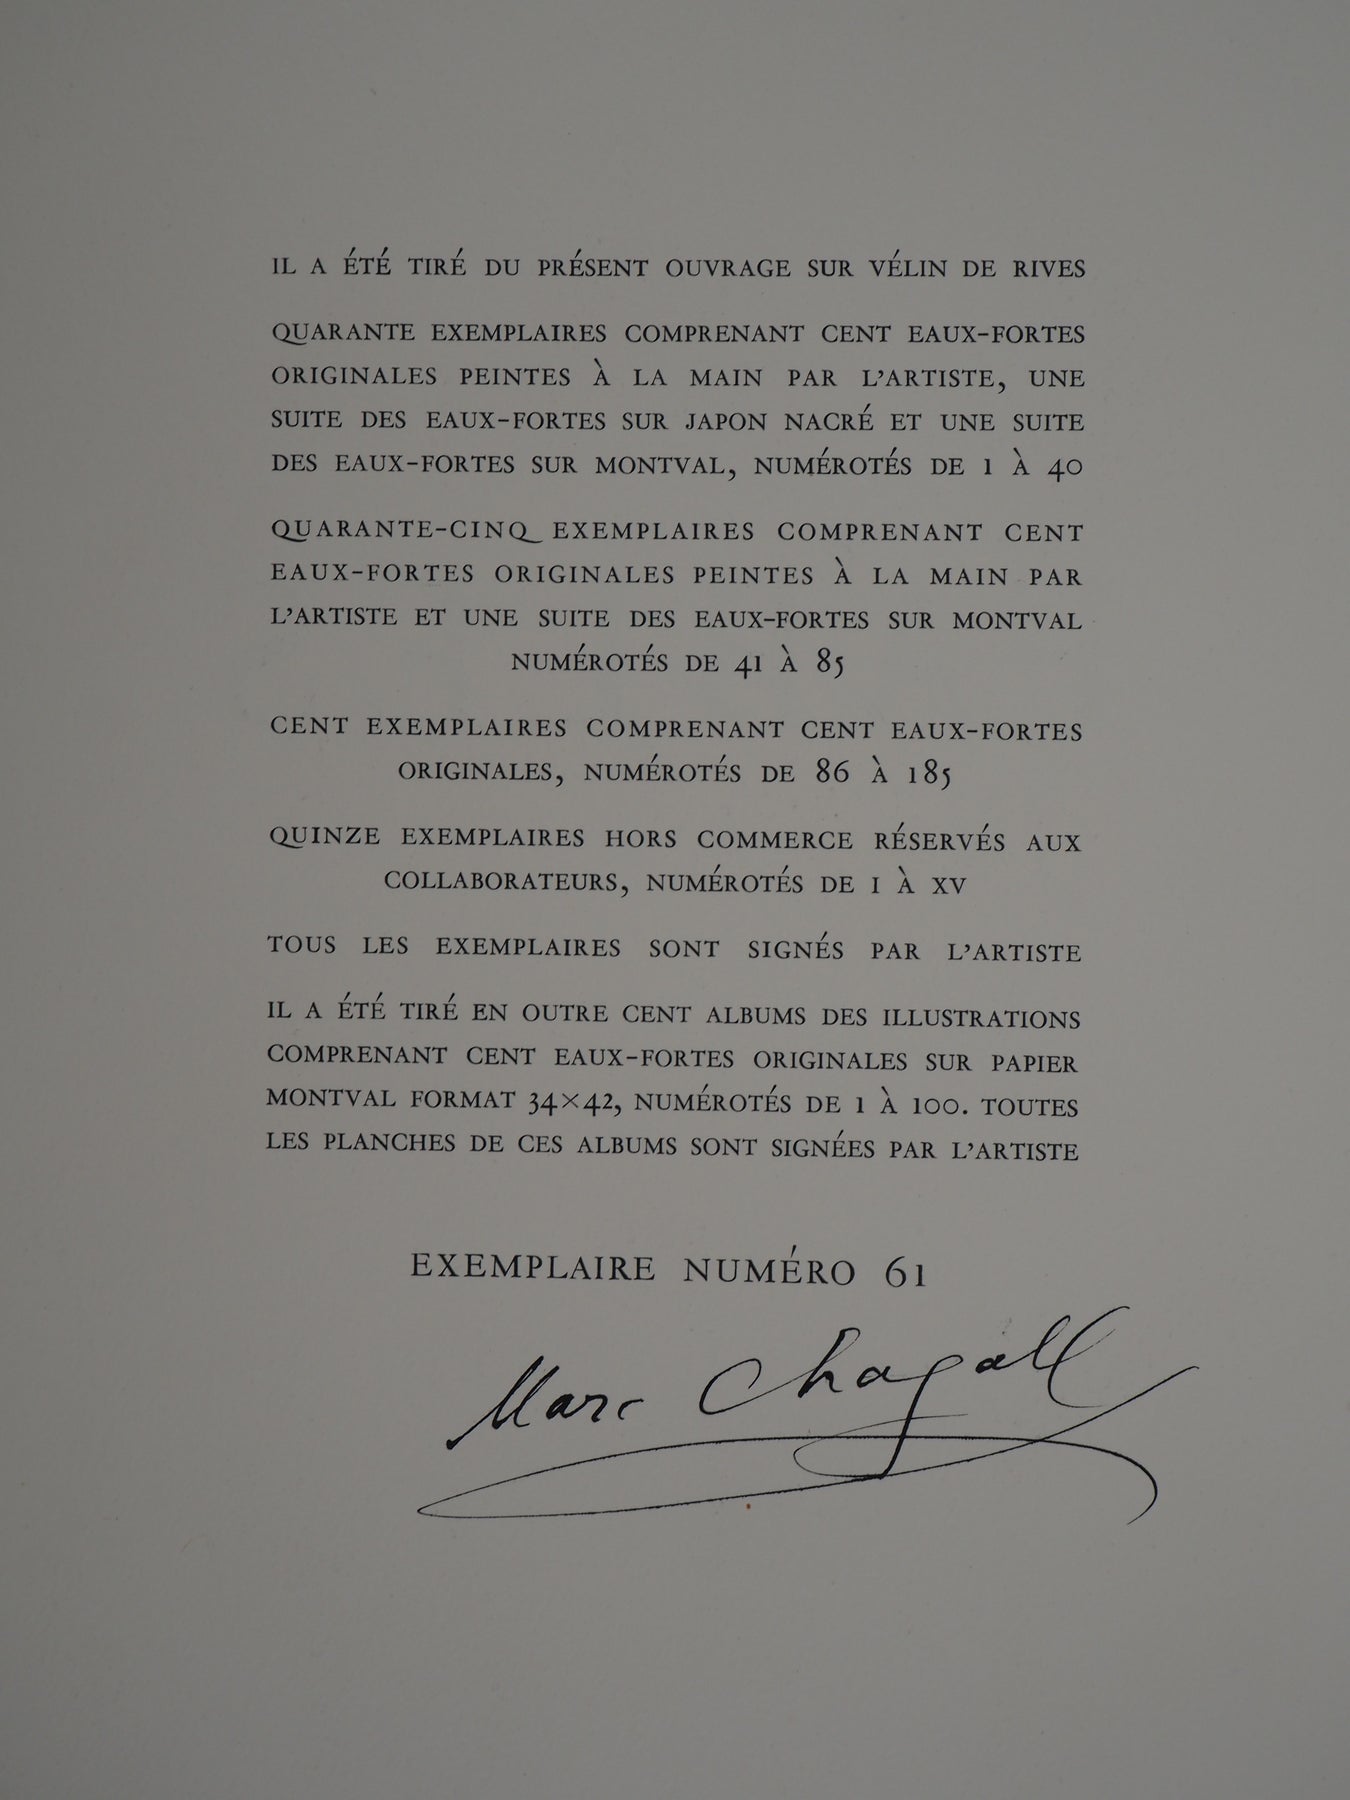 IL A ÉTÉ TIRÉ DU PRÉSENT OUVRAGE SUR VÉLIN DE RIVES
QUARANTE EXEMPLAIRES COMPRENANT CENT EAUX-FORTES
ORIGINALES PEINTES À LA MAIN PAR L'ARTISTE, UNE
SUITE DES EAUX-FORTES SUR JAPON NACRÉ ET UNE SUITE
DES EAUX-FORTES SUR MONTVAL, NUMÉROTÉS DE 1 À 40
QUARANTE-CINQ EXEMPLAIRES COMPRENANT CENT
EAUX-FORTES ORIGINALES PEINTES À LA MAIN PAR
L'ARTISTE ET UNE SUITE DES EAUX-FORTES SUR MONTVAL
NUMÉROTÉS DE 41 À 85
CENT EXEMPLAIRES COMPRENANT CENT EAUX-FORTES
ORIGINALES, NUMÉROTÉS DE 86 À 185
QUINZE EXEMPLAIRES HORS COMMERCE RÉSERVÉS AUX
COLLABORATEURS, NUMÉROTÉS DE I À XV
TOUS LES EXEMPLAIRES SONT SIGNÉS PAR L'ARTISTE
IL A ÉTÉ TIRÉ EN OUTRE CENT ALBUMS DES ILLUSTRATIONS
COMPRENANT CENT EAUX-FORTES ORIGINALES SUR PAPIER
MONTVAL FORMAT 34×42, NUMÉROTÉS DE 1 À 100. TOUTES
LES PLANCHES DE CES ALBUMS SONT SIGNÉES PAR L'ARTISTE
EXEMPLAIRE NUMÉRO 61
Marc Chagall